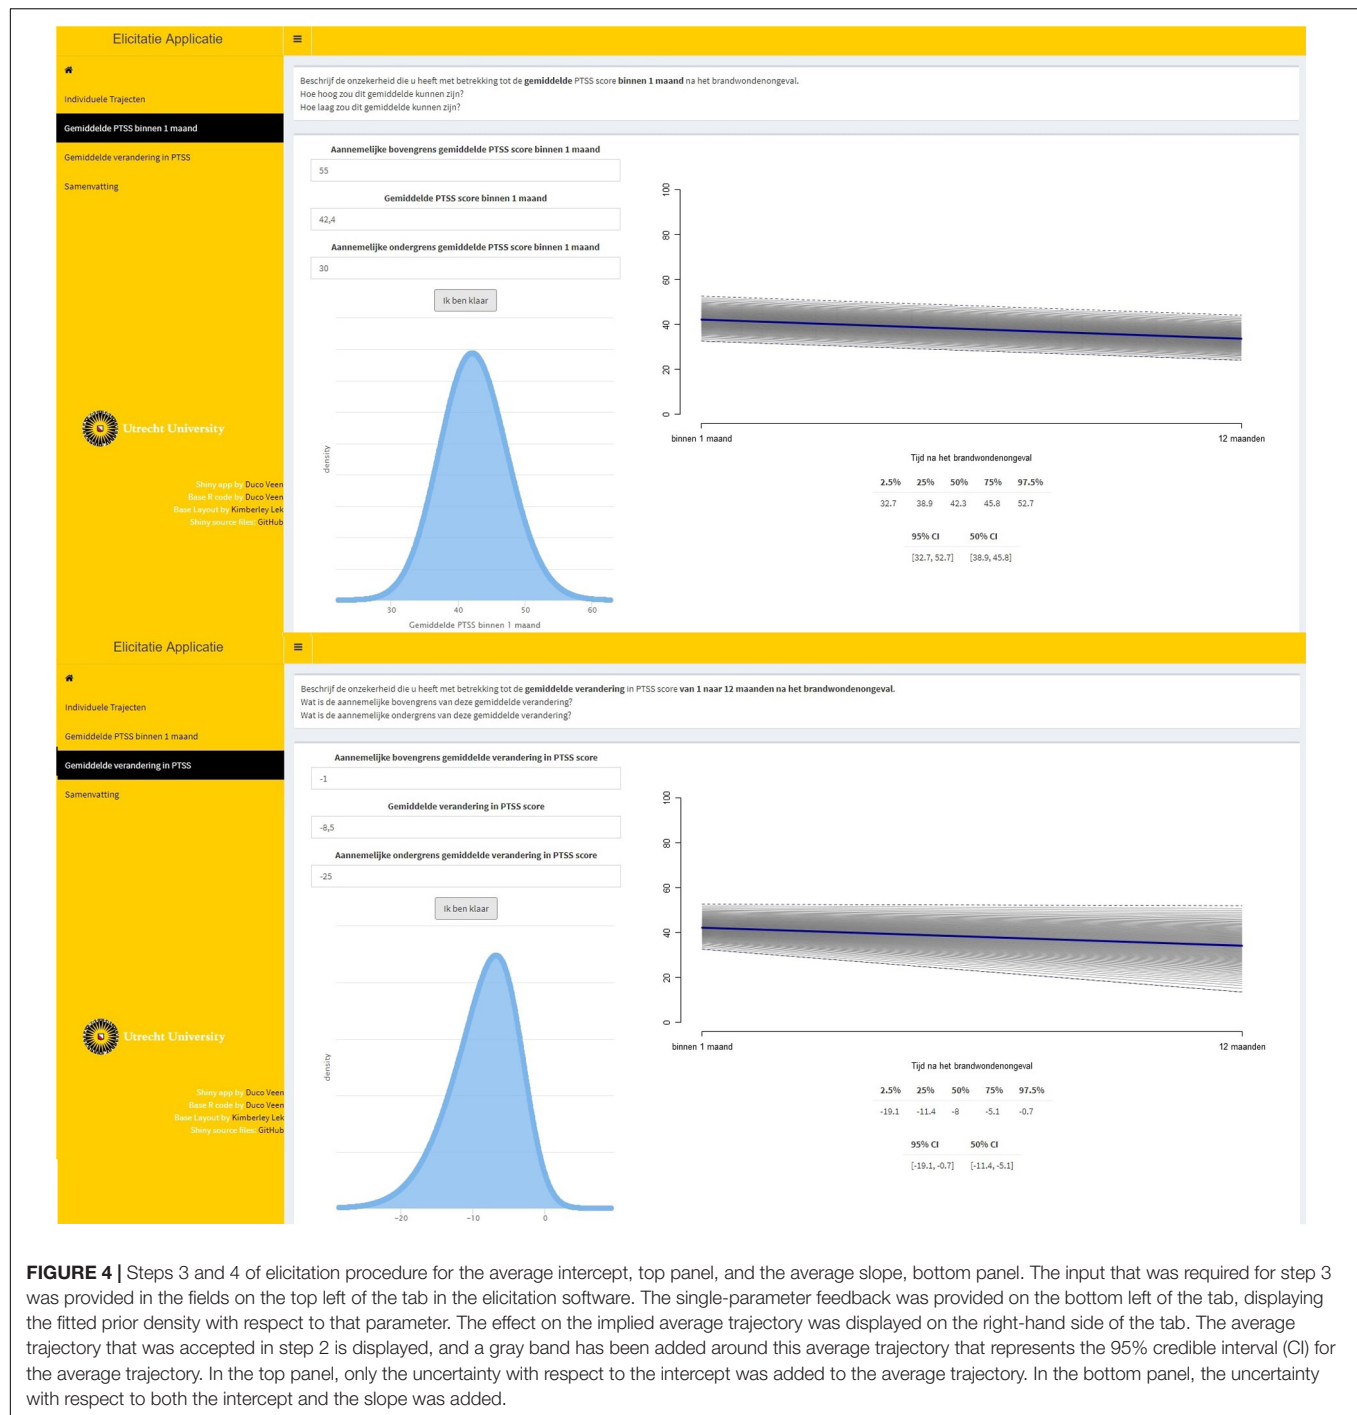 Elicitatie Applicatie
Individuele Trajecten
Gemiddelde PTSS binnen 1 maand
Gemiddelde verandering in PTSS
Samenvatting
Utrecht University
Shiny app by Duco Veen
Base R code by Duco Veen
Base Layout by Kimberley Lek
Shiny source files: GitHub
Beschrijf de onzekerheid die u heeft met betrekking tot de gemiddelde PTSS score binnen 1 maand na het brandwondenongeval.
Hoe hoog zou dit gemiddelde kunnen zijn?
Hoe laag zou dit gemiddelde kunnen zijn?
Aannemelijke bovengrens gemiddelde PTSS score binnen 1 maand
55
Gemiddelde PTSS score binnen 1 maand
42,4
Aannemelijke ondergrens gemiddelde PTSS score binnen 1 maand
30
Ik ben klaar
density
30 40 50 60
Gemiddelde PTSS binnen 1 maand
100
80
60
40
20
0
binnen 1 maand 12 maanden
Tijd na het brandwondenongeval
2.5% 25% 50% 75% 97.5%
32.7 38.9 42.3 45.8 52.7
95% CI 50% CI
[32.7, 52.7] [38.9, 45.8]
Elicitatie Applicatie
Individuele Trajecten
Gemiddelde PTSS binnen 1 maand
Gemiddelde verandering in PTSS
Samenvatting
Utrecht University
Shiny app by Duco Veen
Base R code by Duco Veen
Base Layout by Kimberley Lek
Shiny source files: GitHub
Beschrijf de onzekerheid die u heeft met betrekking tot de gemiddelde verandering in PTSS score van 1 naar 12 maanden na het brandwondenongeval.
Wat is de aannemelijke bovengrens van deze gemiddelde verandering?
Wat is de aannemelijke ondergrens van deze gemiddelde verandering?
Aannemelijke bovengrens gemiddelde verandering in PTSS score
-1
Gemiddelde verandering in PTSS score
-8,5
Aannemelijke ondergrens gemiddelde verandering in PTSS score
-25
Ik ben klaar
density
-20 -10 0
100
80
60
40
20
0
binnen 1 maand 12 maanden
Tijd na het brandwondenongeval
2.5% 25% 50% 75% 97.5%
-19.1 -11.4 -8 -5.1 -0.7
95% CI 50% CI
[-19.1, -0.7] [-11.4, -5.1]
FIGURE 4 | Steps 3 and 4 of elicitation procedure for the average intercept, top panel, and the average slope, bottom panel. The input that was required for step 3
was provided in the fields on the top left of the tab in the elicitation software. The single-parameter feedback was provided on the bottom left of the tab, displaying
the fitted prior density with respect to that parameter. The effect on the implied average trajectory was displayed on the right-hand side of the tab. The average
trajectory that was accepted in step 2 is displayed, and a gray band has been added around this average trajectory that represents the 95% credible interval (CI) for
the average trajectory. In the top panel, only the uncertainty with respect to the intercept was added to the average trajectory. In the bottom panel, the uncertainty
with respect to both the intercept and the slope was added.